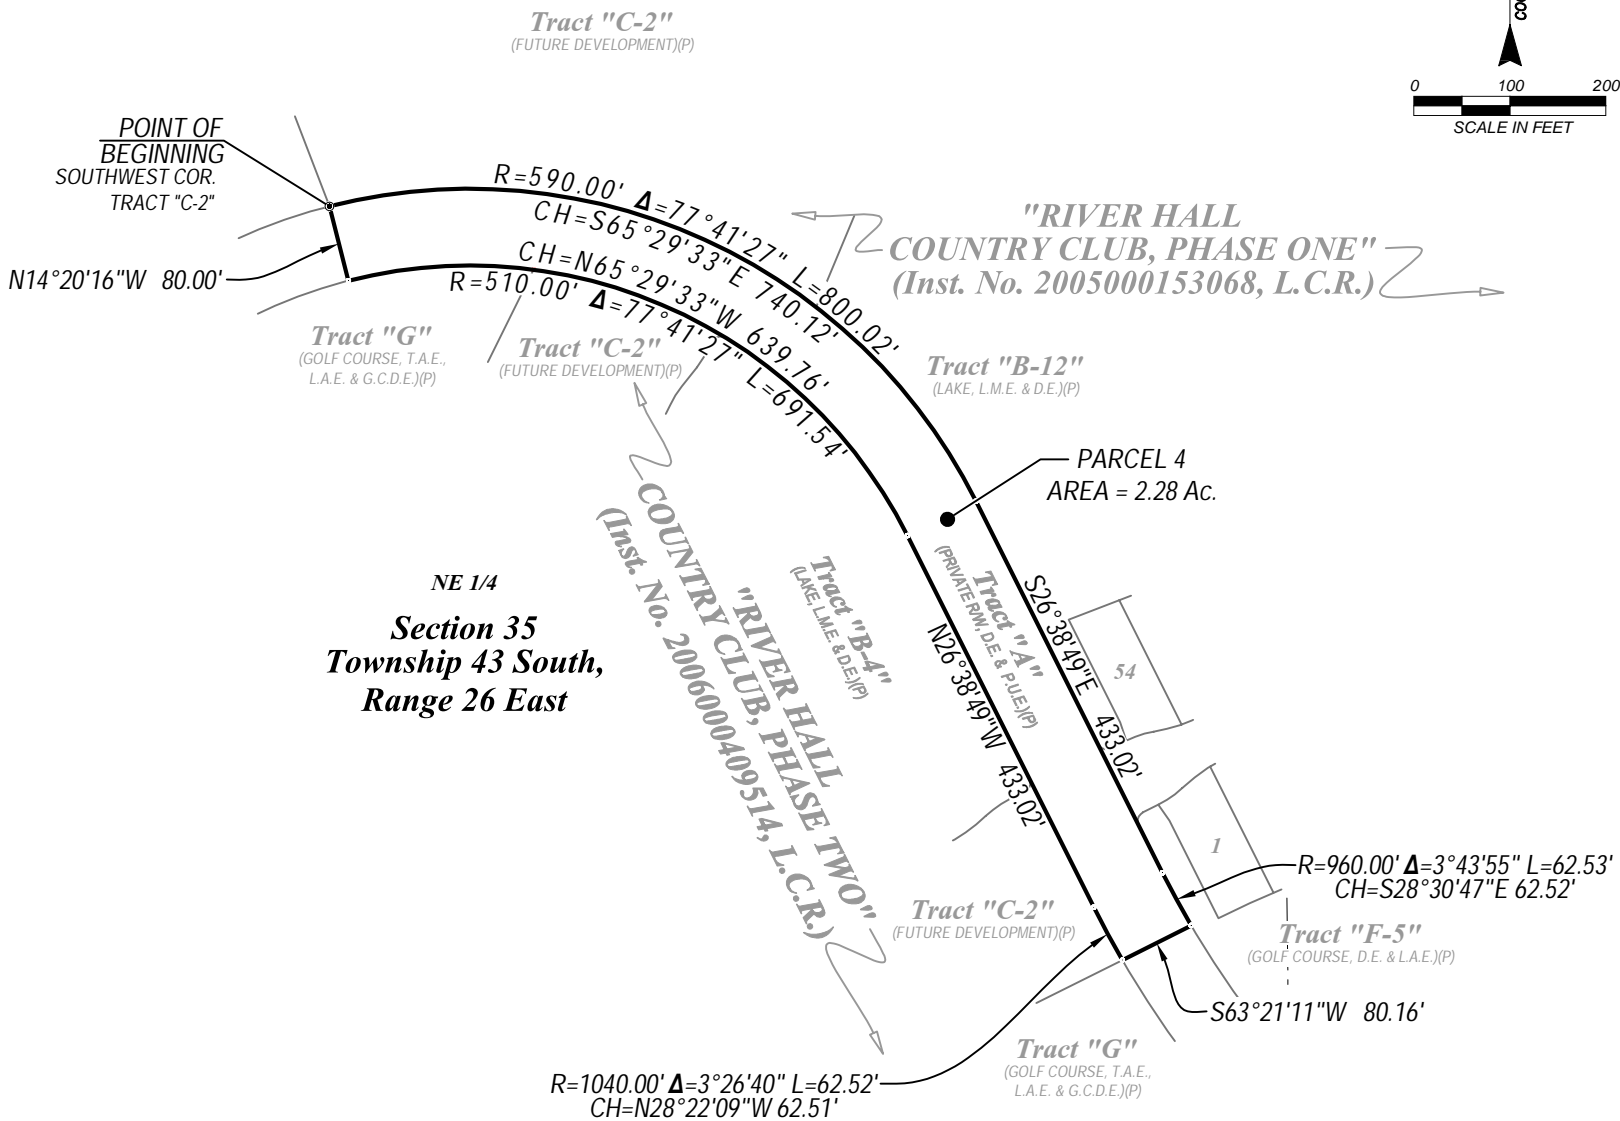 Tract "C-2"
(FUTURE DEVELOPMENT)(P)
0 100 200
SCALE IN FEET
POINT OF
BEGINNING
SOUTHWEST COR.
TRACT "C-2"
R=590.00' Δ=77°41'27" L=800.02'
CH=S65°29'33"E 740.12'
"RIVER HALL
COUNTRY CLUB, PHASE ONE"
(Inst. No. 2005000153068, L.C.R.)
N14°20'16"W 80.00'
CH=N65°29'33"W 639.76'
R=510.00' Δ=77°41'27" L=691.54'
Tract "G"
(GOLF COURSE, T.A.E.,
L.A.E. & G.C.D.E.)(P)
Tract "C-2"
(FUTURE DEVELOPMENT)(P)
Tract "B-12"
(LAKE, L.M.E. & D.E.)(P)
PARCEL 4
AREA = 2.28 Ac.
NE 1/4
Section 35
Township 43 South,
Range 26 East
"RIVER HALL
COUNTRY CLUB, PHASE TWO"
(Inst. No. 2006000409514, L.C.R.)
Tract "B-4"
(LAKE, L.M.E. & D.E.)(P)
Tract "A"
(PRIVATE R/W, D.E. & P.U.E.)(P)
S26°38'49"E 433.02'
N26°38'49"W 433.02'
54
1
R=960.00' Δ=3°43'55" L=62.53'
CH=S28°30'47"E 62.52'
Tract "C-2"
(FUTURE DEVELOPMENT)(P)
Tract "F-5"
(GOLF COURSE, D.E. & L.A.E.)(P)
S63°21'11"W 80.16'
Tract "G"
(GOLF COURSE, T.A.E.,
L.A.E. & G.C.D.E.)(P)
R=1040.00' Δ=3°26'40" L=62.52'
CH=N28°22'09"W 62.51'